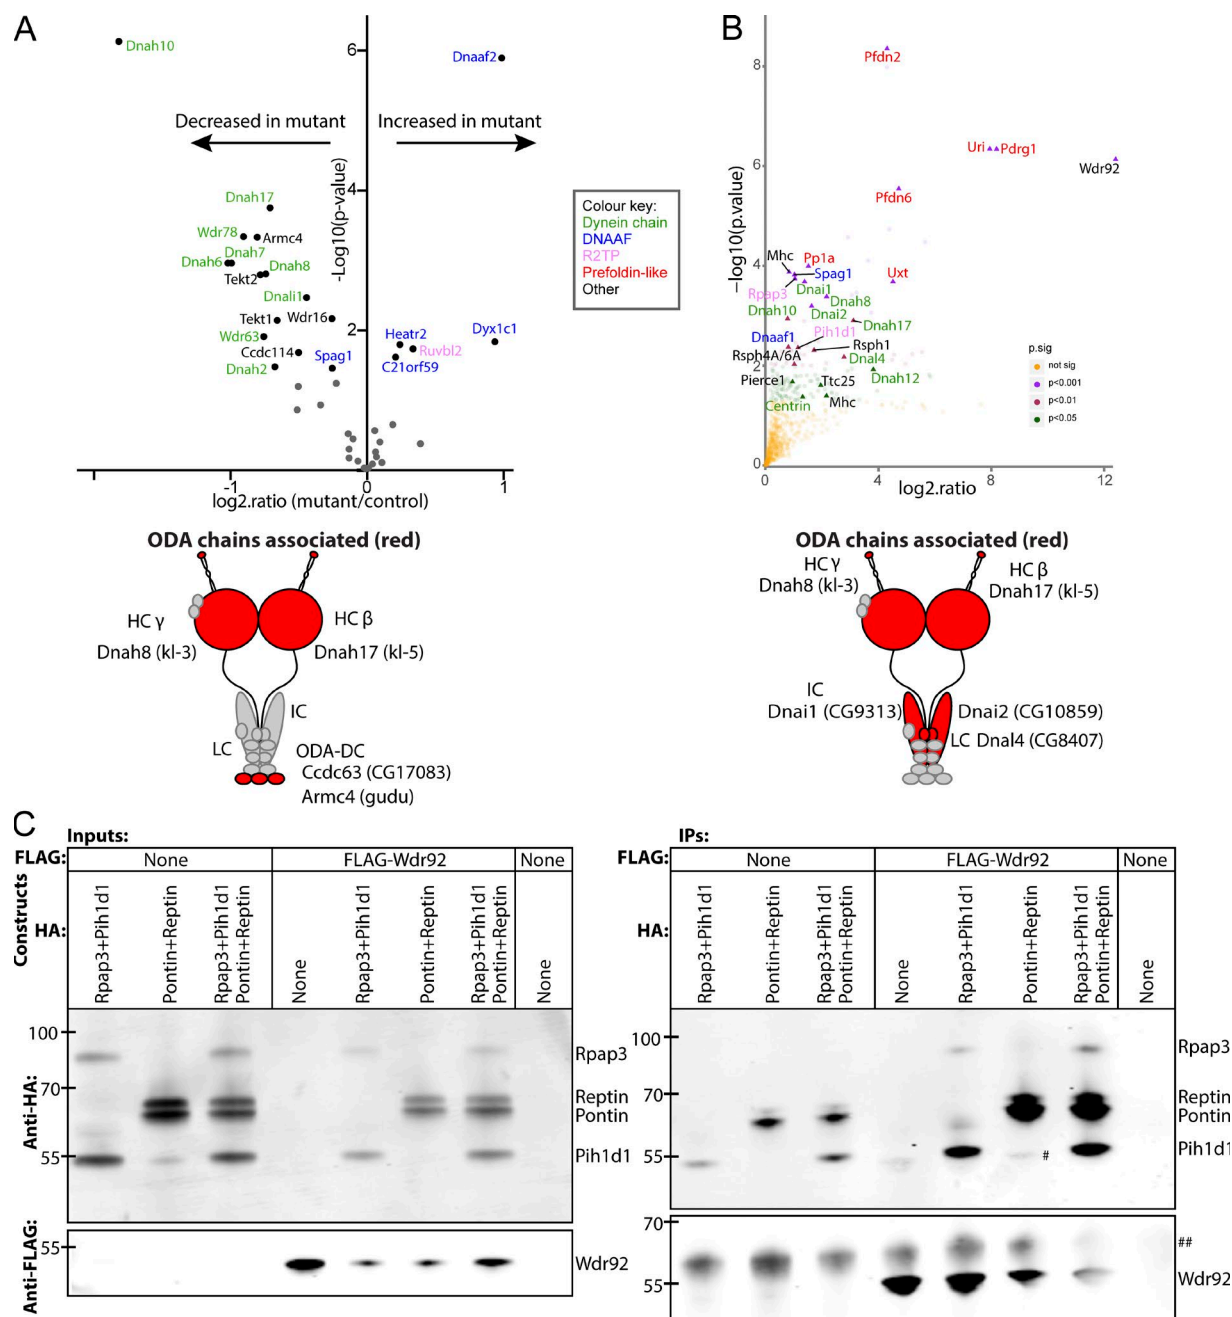 A
Dnah10
6
Dnaaf2
Decreased in mutant
Increased in mutant
-Log10(p-value)
4
Dnah17
Wdr78
Armc4
Dnah7
Dnah6
Dnah8
Tekt2
Dnali1
Tekt1
Wdr16
2
Wdr63
Ccdc114
Spag1
Dnah2
Heatr2
Ruvbl2
C21orf59
Dyx1c1
-1
0
1
log2.ratio (mutant/control)
Colour key:
Dynein chain
DNAAF
R2TP
Prefoldin-like
Other
B
Pfdn2
8
Uri
Pdrg1
6
Wdr92
Pfdn6
−log10(p.value)
Mhc
Pp1a
4
Spag1
Uxt
Rpap3
Dnai1
Dnah8
Dnah10
Dnai2
Dnah17
Pih1d1
Dnaaf1
Rsph1
Rsph4A/6A
Dnal4
2
Dnah12
Pierce1
Ttc25
Centrin
Mhc
p.sig
not sig
p<0.001
p<0.01
p<0.05
0
0
4
8
12
log2.ratio
ODA chains associated (red)
HC γ
Dnah8 (kl-3)
HC β
Dnah17 (kl-5)
IC
LC
ODA-DC
Ccdc63 (CG17083)
Armc4 (gudu)
ODA chains associated (red)
HC γ
Dnah8 (kl-3)
HC β
Dnah17 (kl-5)
IC
Dnai1 (CG9313)
Dnai2 (CG10859)
LC Dnal4 (CG8407)
C
Inputs:
FLAG:
None
FLAG-Wdr92
None
Constructs
HA:
Rpap3+Pih1d1
Pontin+Reptin
Rpap3+Pih1d1
Pontin+Reptin
None
Rpap3+Pih1d1
Pontin+Reptin
Rpap3+Pih1d1
Pontin+Reptin
None
Anti-HA:
100
70
55
Rpap3
Reptin
Pontin
Pih1d1
Anti-FLAG:
55
Wdr92
IPs:
FLAG:
None
FLAG-Wdr92
None
HA:
Rpap3+Pih1d1
Pontin+Reptin
Rpap3+Pih1d1
Pontin+Reptin
None
Rpap3+Pih1d1
Pontin+Reptin
Rpap3+Pih1d1
Pontin+Reptin
None
100
70
55
Rpap3
Reptin
Pontin
Pih1d1
#
70
55
##
Wdr92